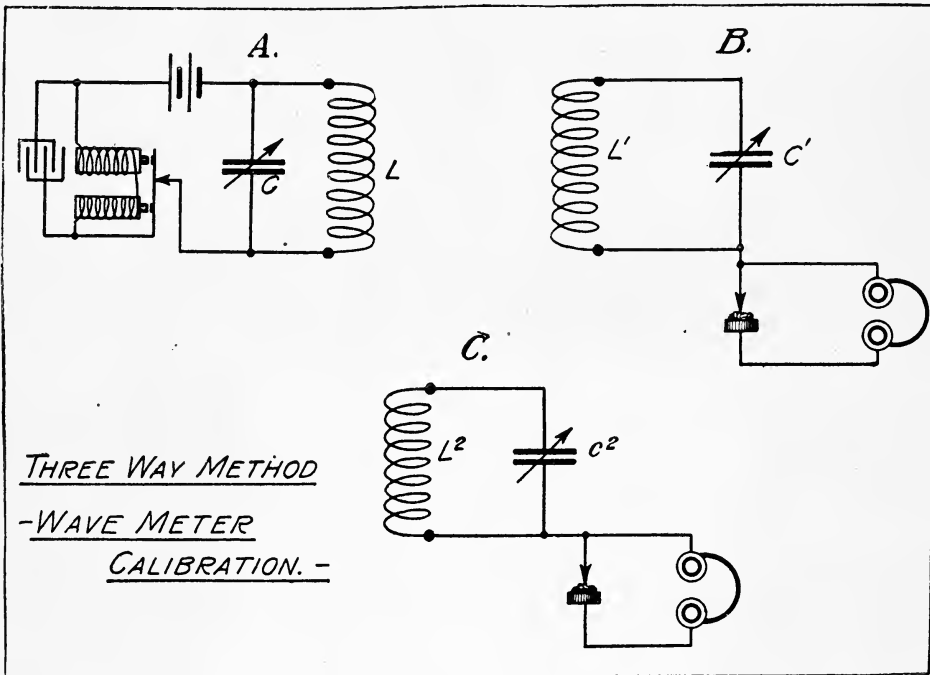 A.
B.
C
L
L'
C'
C.
L²
C²
THREE WAY METHOD
-WAVE METER
CALIBRATION.-